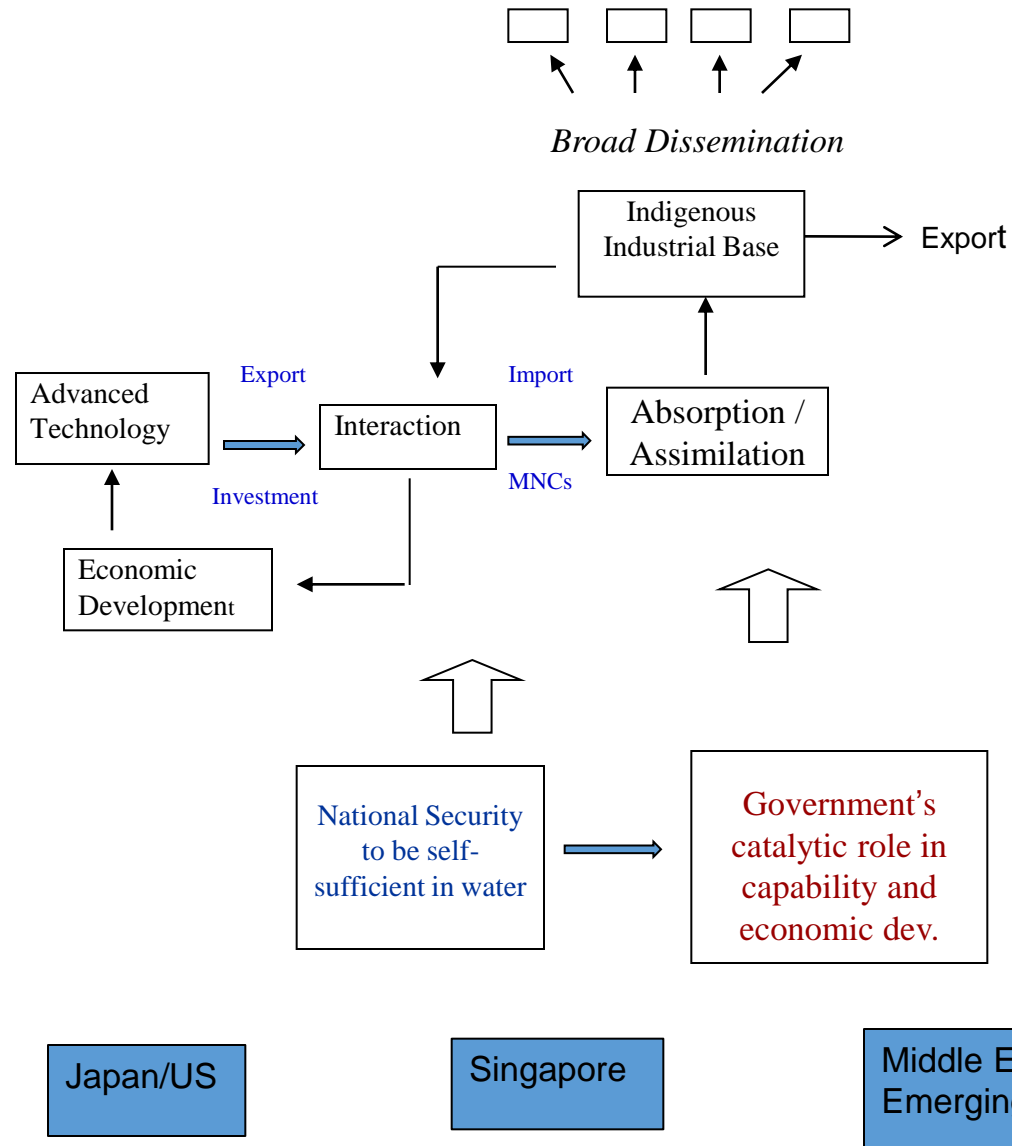 Broad Dissemination
Indigenous
Industrial Base
Export
Export
Import
Advanced
Technology
Interaction
Absorption /
Assimilation
Investment
MNCs
Economic
Development
National Security
to be self-
sufficient in water
Government’s
catalytic role in
capability and
economic dev.
Japan/US
Singapore
Middle